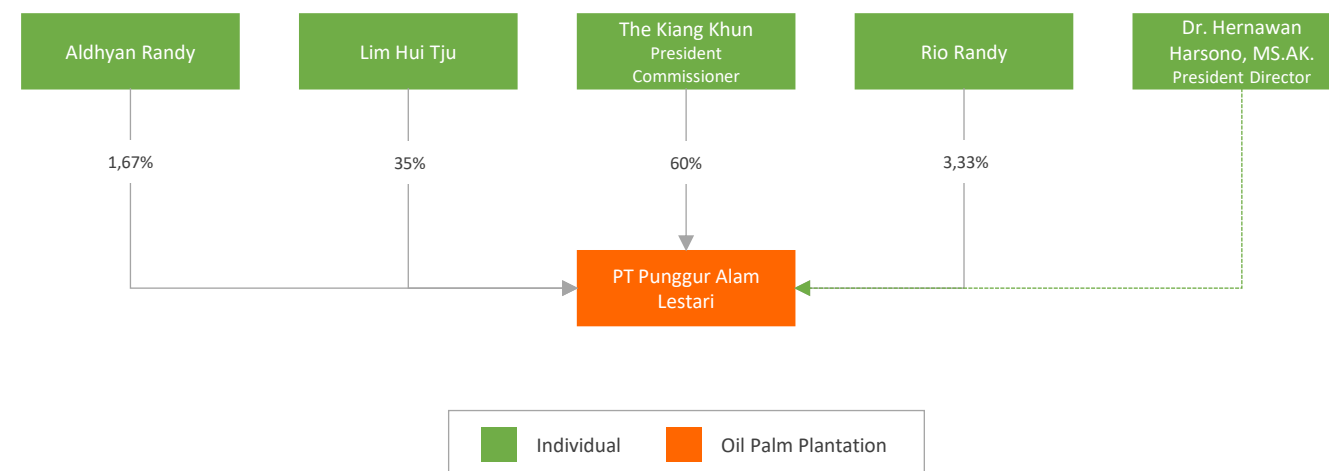 Aldhyan Randy
Lim Hui Tju
The Kiang Khun
President
Commissioner
Rio Randy
Dr. Hernawan
Harsono, MS.AK.
President Director
1,67%
35%
60%
3,33%
PT Punggur Alam
Lestari
Individual
Oil Palm Plantation